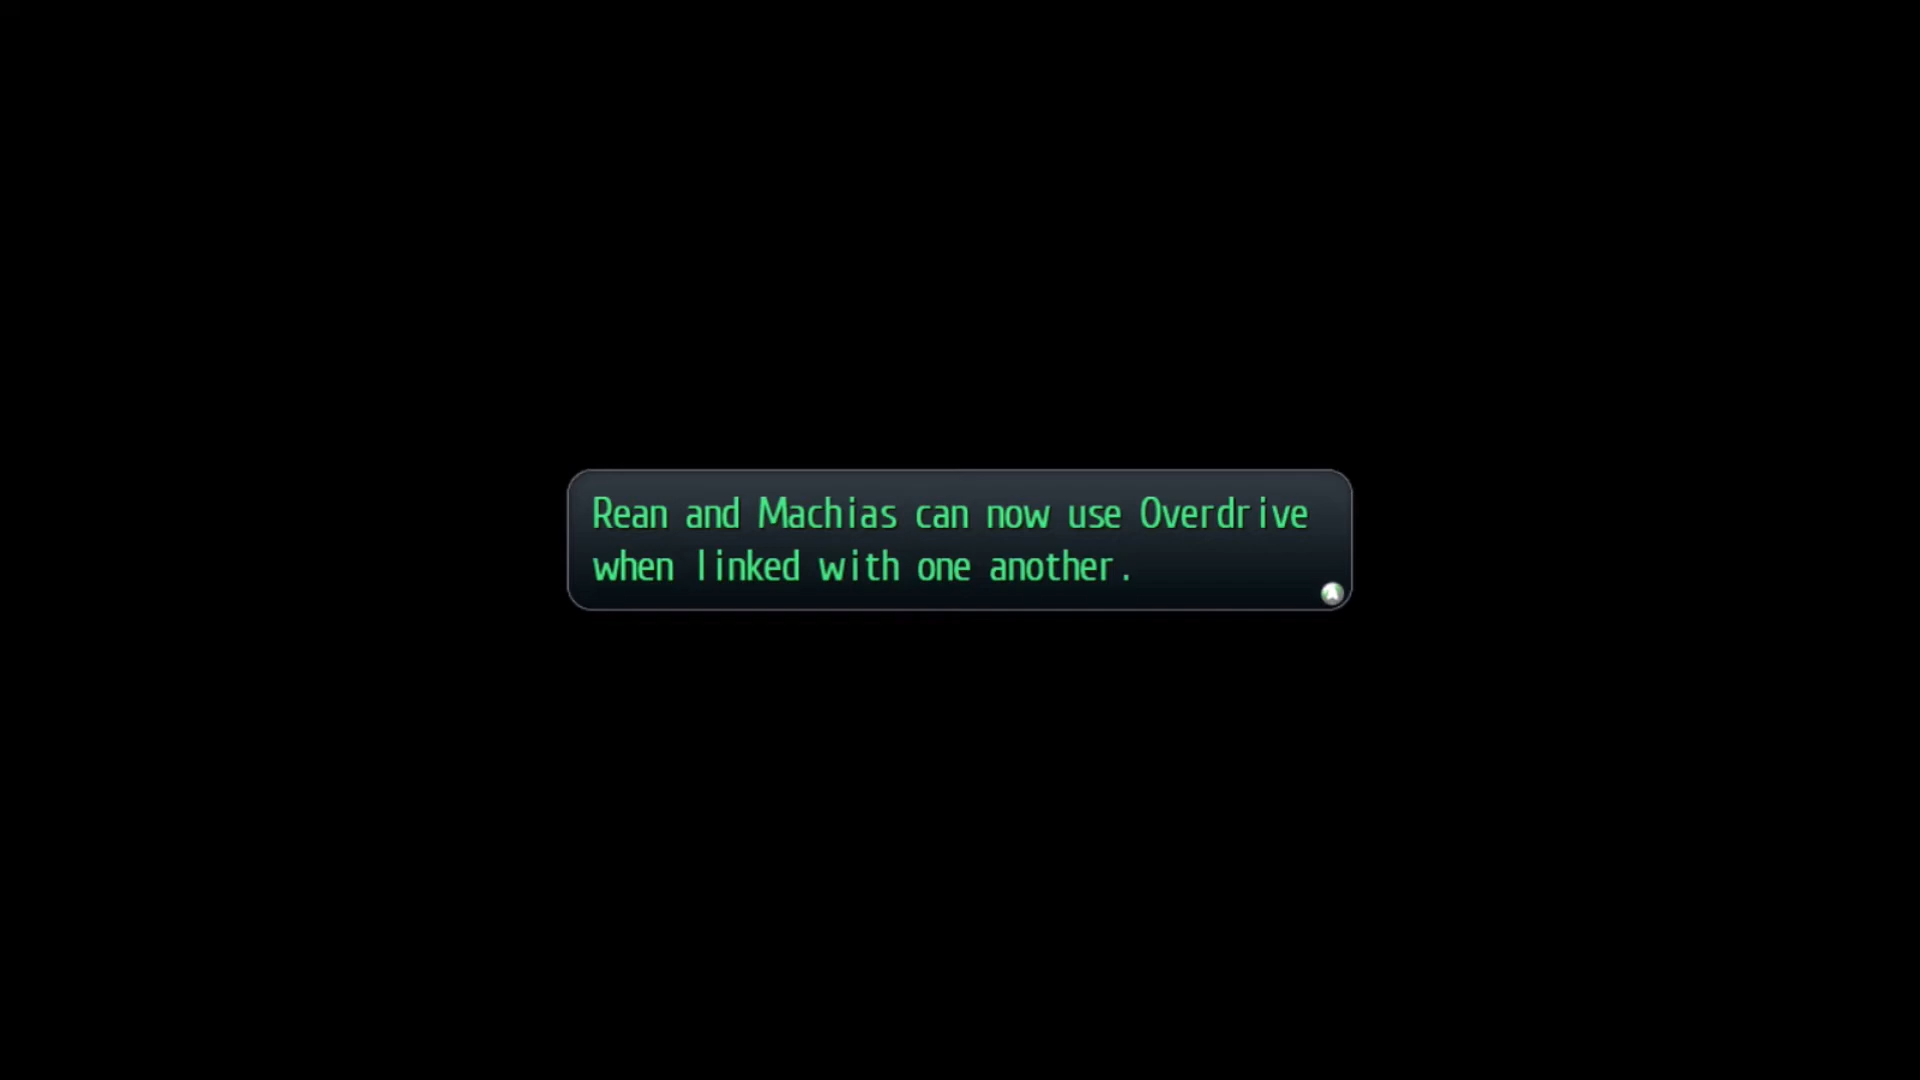 Rean and Machias can now use Overdrive
when linked with one another.